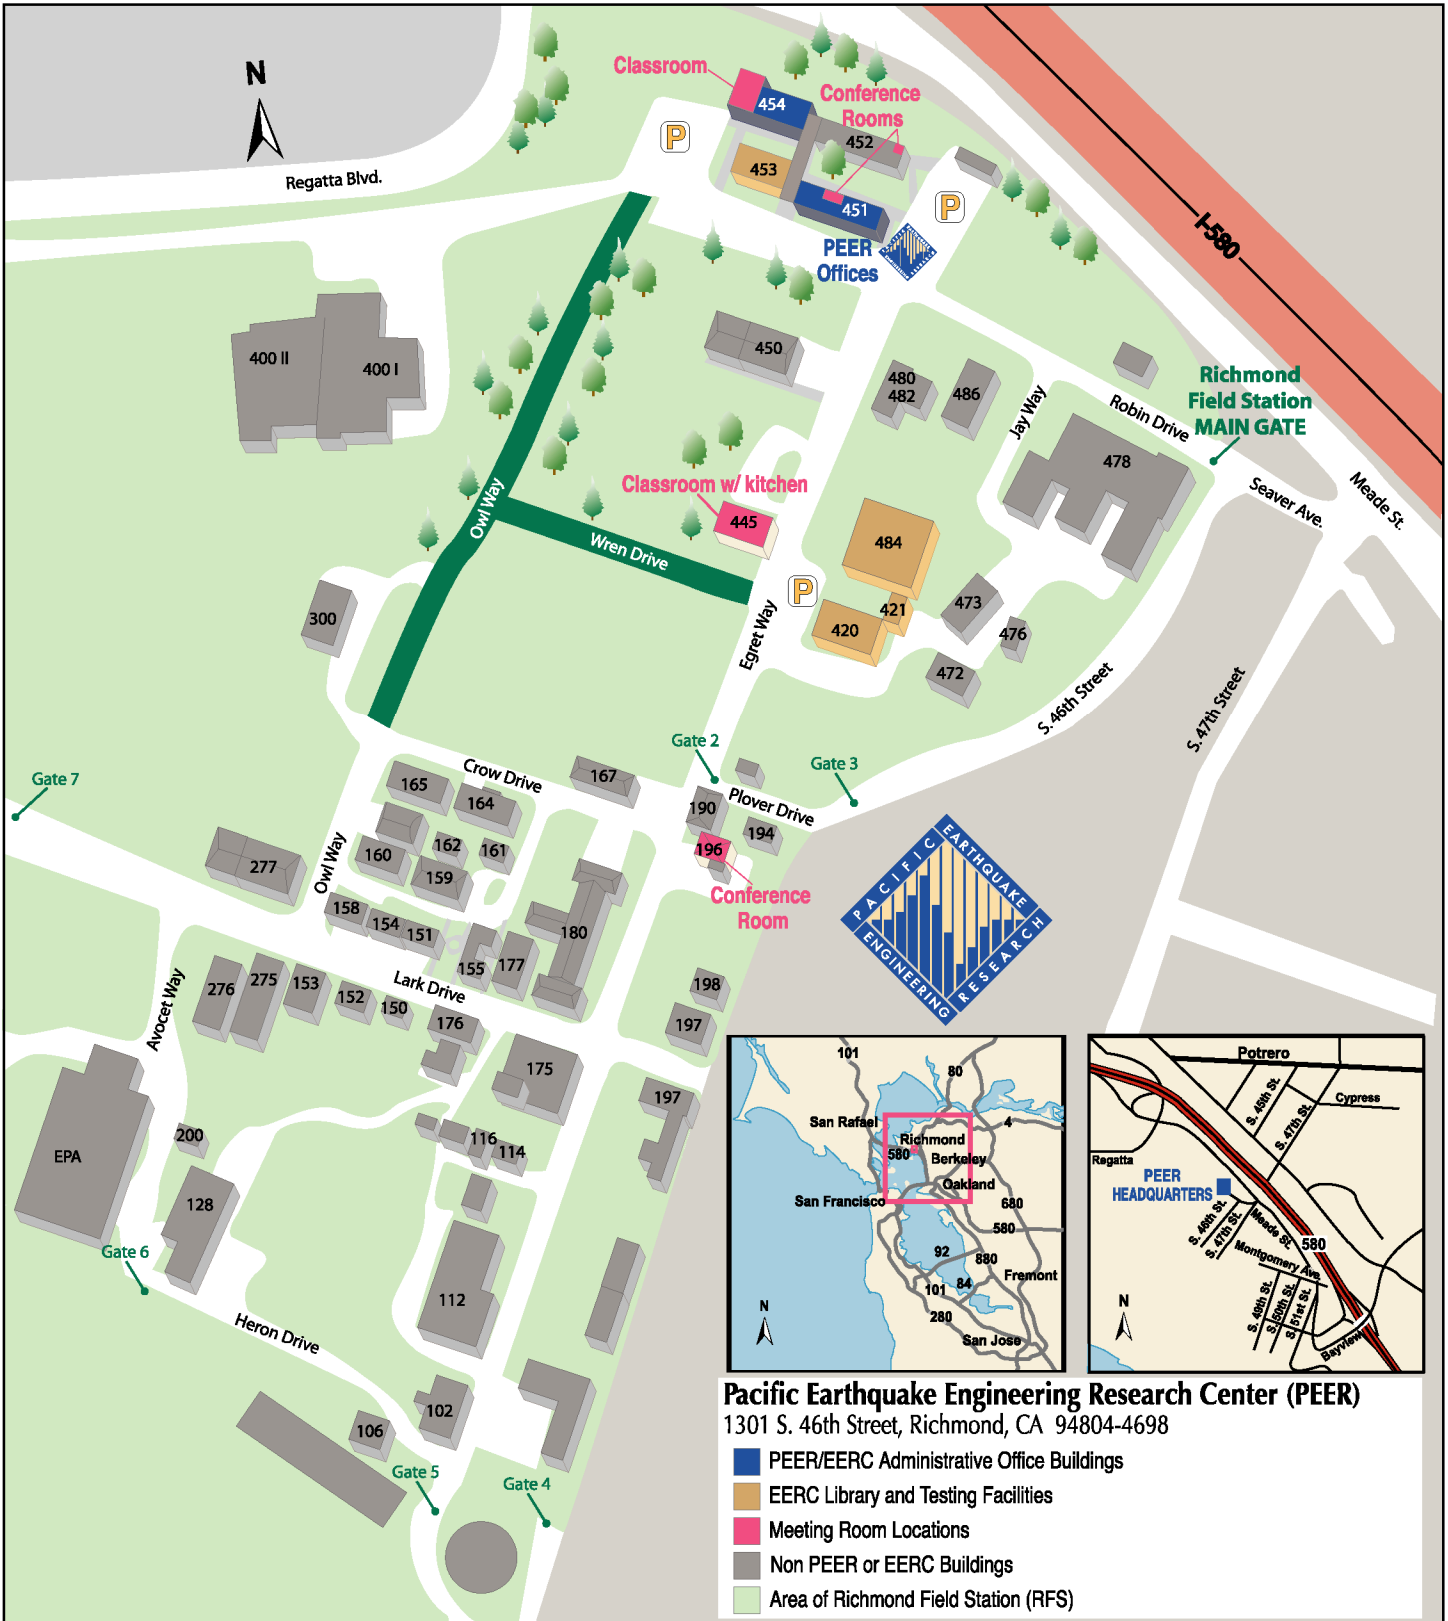 N
Regatta Blvd.
Classroom
454
Conference
Rooms
452
P
453
451
P
PEER
Offices
I-580
400 II
400 I
450
480
482
486
Jay Way
Robin Drive
Richmond
Field Station
MAIN GATE
478
Seaver Ave.
Meade St.
Classroom w/ kitchen
445
Owl Way
Wren Drive
484
P
421
420
473
476
472
300
Egret Way
S. 46th Street
S. 47th Street
Gate 2
Gate 3
Gate 7
Crow Drive
167
165
164
190
Plover Drive
194
162
161
160
159
196
Conference
Room
277
Owl Way
158
154
151
180
155
177
PACIFIC
EARTHQUAKE
ENGINEERING
RESEARCH
Avocet Way
276
275
153
152
150
Lark Drive
176
198
197
175
197
EPA
200
116
114
128
Gate 6
112
Heron Drive
102
106
Gate 5
Gate 4
101
80
San Rafael
4
Richmond
580
Berkeley
Oakland
San Francisco
680
580
92
880
Fremont
101
84
280
San Jose
N
Potrero
S. 45th St.
S. 47th St.
Cypress
Regatta
PEER
HEADQUARTERS
S. 46th St.
S. 47th St.
Meade St.
580
Montgomery Ave.
S. 49th St.
S. 50th St.
S. 51st St.
Bayview
N
Pacific Earthquake Engineering Research Center (PEER)
1301 S. 46th Street, Richmond, CA 94804-4698
PEER/EERC Administrative Office Buildings
EERC Library and Testing Facilities
Meeting Room Locations
Non PEER or EERC Buildings
Area of Richmond Field Station (RFS)